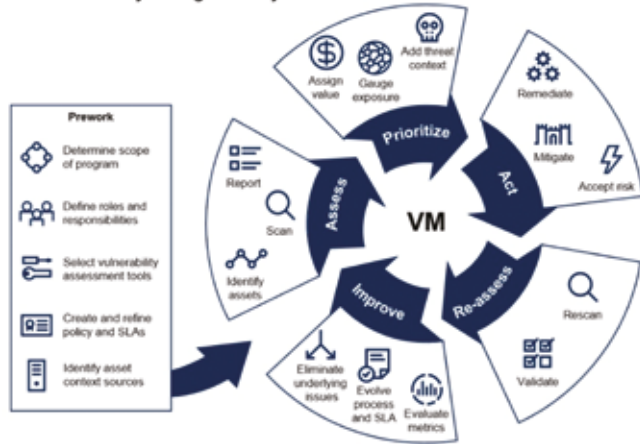 Prework
Determine scope
of program
Define roles and
responsibilities
Select vulnerability
assessment tools
Create and refine
policy and SLAs
Identify asset
context sources
VM
Assess
Identify
assets
Scan
Report
Prioritize
Assign
value
Gauge
exposure
Add threat
context
Act
Remediate
Mitigate
Accept risk
Re-assess
Rescan
Validate
Improve
Eliminate
underlying
issues
Evolve
process
and SLA
Evaluate
metrics